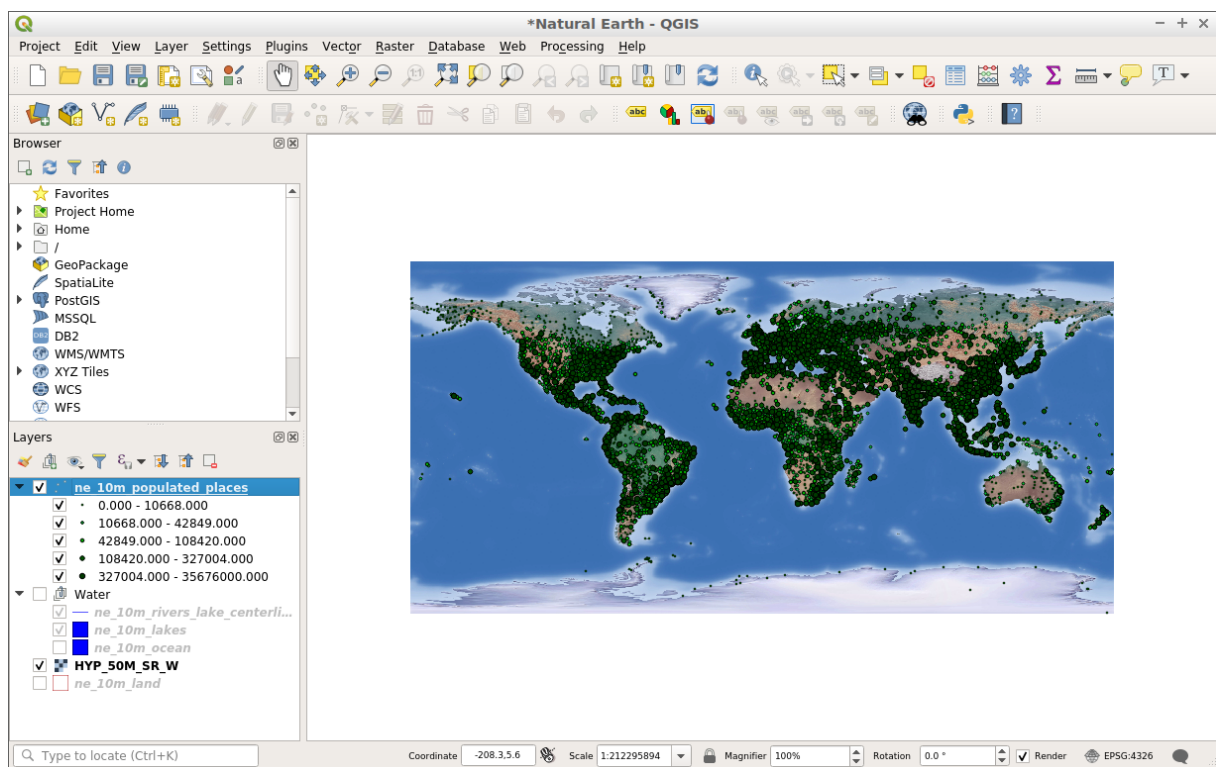 *Natural Earth - QGIS
Project Edit View Layer Settings Plugins Vector Raster Database Web Processing Help
Browser
Favorites
Project Home
Home
/
GeoPackage
SpatiaLite
PostGIS
MSSQL
DB2
WMS/WMTS
XYZ Tiles
WCS
WFS
Layers
ne_10m_populated_places
0.000 - 10668.000
10668.000 - 42849.000
42849.000 - 108420.000
108420.000 - 327004.000
327004.000 - 35676000.000
Water
ne_10m_rivers_lake_centerli...
ne_10m_lakes
ne_10m_ocean
HYP_50M_SR_W
ne_10m_land
Type to locate (Ctrl+K) Coordinate -208.3,5.6 Scale 1:212295894 Magnifier 100% Rotation 0.0 ° Render EPSG:4326